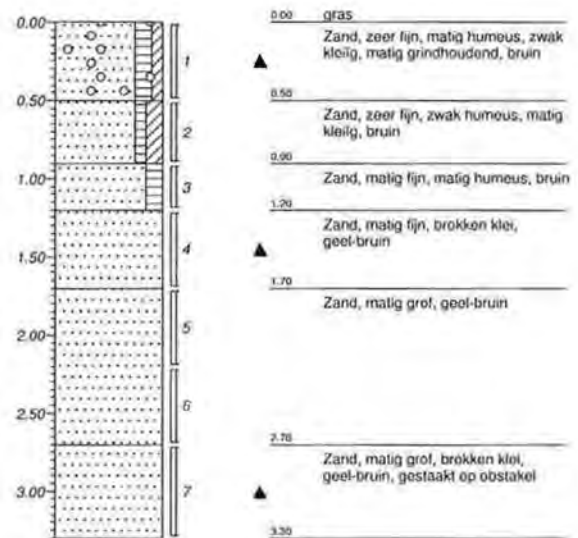 0.00
0.50
1.00
1.50
2.00
2.50
3.00
1
2
3
4
5
6
7
0.00 gras
Zand, zeer fijn, matig humeus, zwak
kleiïg, matig grindhoudend, bruin
0.50
Zand, zeer fijn, zwak humeus, matig
kleiïg, bruin
0.90
Zand, matig fijn, matig humeus, bruin
1.20
Zand, matig fijn, brokken klei,
geel-bruin
1.70
Zand, matig grof, geel-bruin
2.70
Zand, matig grof, brokken klei,
geel-bruin, gestaakt op obstakel
3.30